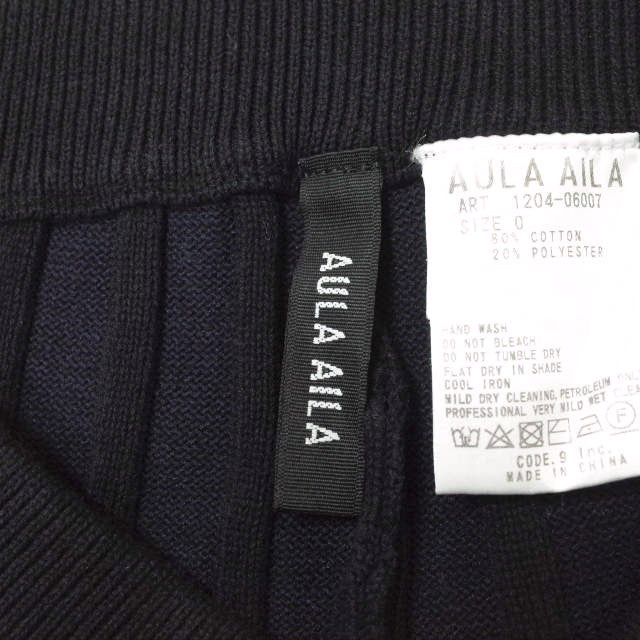 AULA AILA
AULA AILA
ART 1204-06007
SIZE 0
80% COTTON
20% POLYESTER
HAND WASH
DO NOT BLEACH
DO NOT TUMBLE DRY
FLAT DRY IN SHADE
COOL IRON
MILD DRY CLEANING, PETROLEUM
PROFESSIONAL VERY MILD WET
F
CODE 9 Inc.
MADE IN CHINA